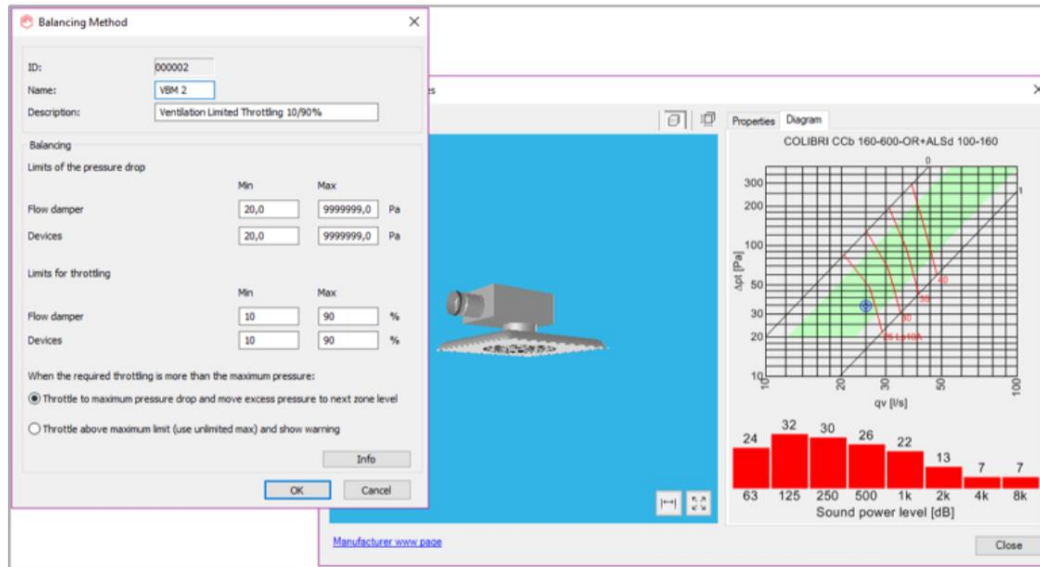 Balancing Method
ID: 000002
Name: VBM 2
Description: Ventilation Limited Throttling 10/90%
Balancing
Limits of the pressure drop
Min Max
Flow damper 20,0 9999999,0 Pa
Devices 20,0 9999999,0 Pa
Limits for throttling
Min Max
Flow damper 10 90 %
Devices 10 90 %
When the required throttling is more than the maximum pressure:
Throttle to maximum pressure drop and move excess pressure to next zone level
Throttle above maximum limit (use unlimited max) and show warning
Info
OK Cancel
Properties Diagram
COLIBRI CCb 160-600-OR+ALSd 100-160
0
1
300
200
100
50
30
20
10
Δpt [Pa]
40
30
10 20 30 50 100
qv [l/s]
24 32 30 26 22 13 7 7
63 125 250 500 1k 2k 4k 8k
Sound power level [dB]
Manufacturer www page
Close